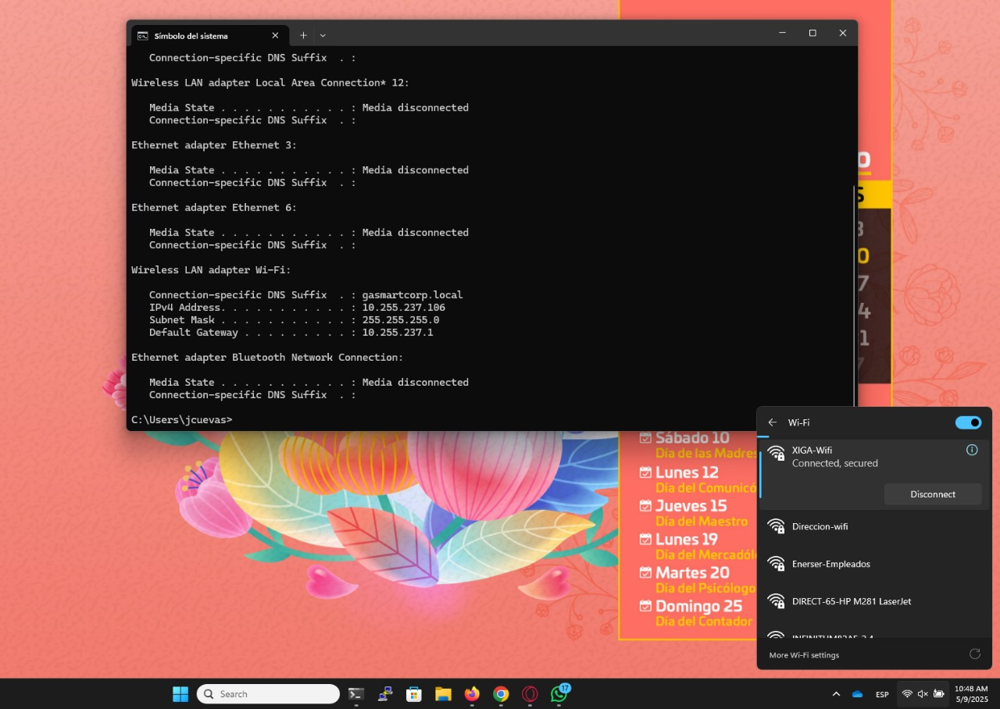 Símbolo del sistema
Connection-specific DNS Suffix  . :
Wireless LAN adapter Local Area Connection* 12:
Media State . . . . . . . . . . . : Media disconnected
Connection-specific DNS Suffix  . :
Ethernet adapter Ethernet 3:
Media State . . . . . . . . . . . : Media disconnected
Connection-specific DNS Suffix  . :
Ethernet adapter Ethernet 6:
Media State . . . . . . . . . . . : Media disconnected
Connection-specific DNS Suffix  . :
Wireless LAN adapter Wi-Fi:
Connection-specific DNS Suffix  . : gasmartcorp.local
IPv4 Address. . . . . . . . . . . : 10.255.237.106
Subnet Mask . . . . . . . . . . . : 255.255.255.0
Default Gateway . . . . . . . . . : 10.255.237.1
Ethernet adapter Bluetooth Network Connection:
Media State . . . . . . . . . . . : Media disconnected
Connection-specific DNS Suffix  . :
C:\Users\jcuevas>
Sábado 10
Día de las Madres
Lunes 12
Día del
Jueves 15
Día del Maestro
Lunes 19
Día del
Martes 20
Día del Psicólogo
Domingo 25
Día del Contador
Wi-Fi
XIGA-Wifi
Connected, secured
Disconnect
Direccion-wifi
Enerser-Empleados
DIRECT-65-HP M281 LaserJet
More Wi-Fi settings
Search
17
ESP
10:48 AM
5/9/2025